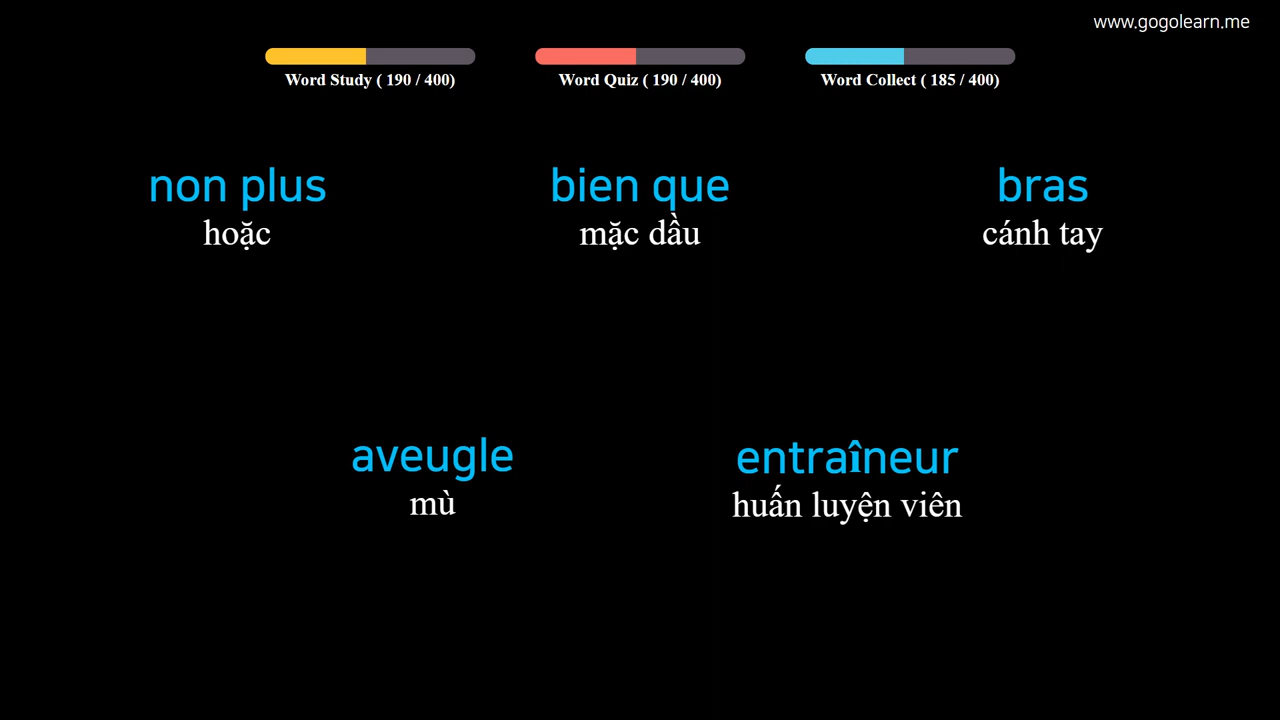 www.gogolearn.me
Word Study ( 190 / 400)
Word Quiz ( 190 / 400)
Word Collect ( 185 / 400)
non plus
hoặc
bien que
mặc dầu
bras
cánh tay
aveugle
mù
entraîneur
huấn luyện viên